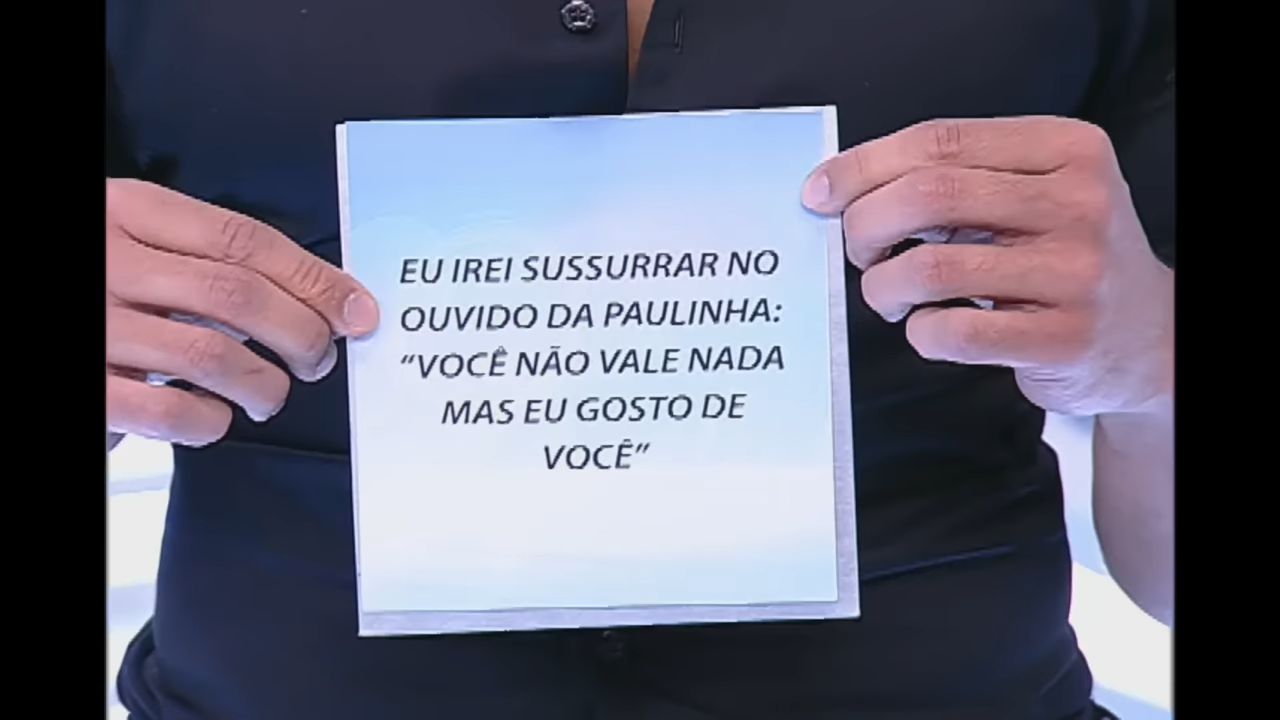 EU IREI SUSSURRAR NO
OUVIDO DA PAULINHA:
“VOCÊ NÃO VALE NADA
MAS EU GOSTO DE
VOCÊ”